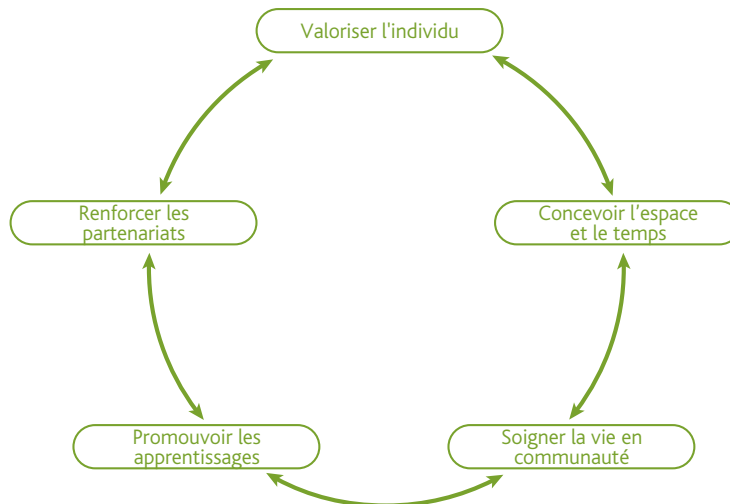 Valoriser l'individu
Renforcer les
partenariats
Concevoir l’espace
et le temps
Promouvoir les
apprentissages
Soigner la vie en
communauté